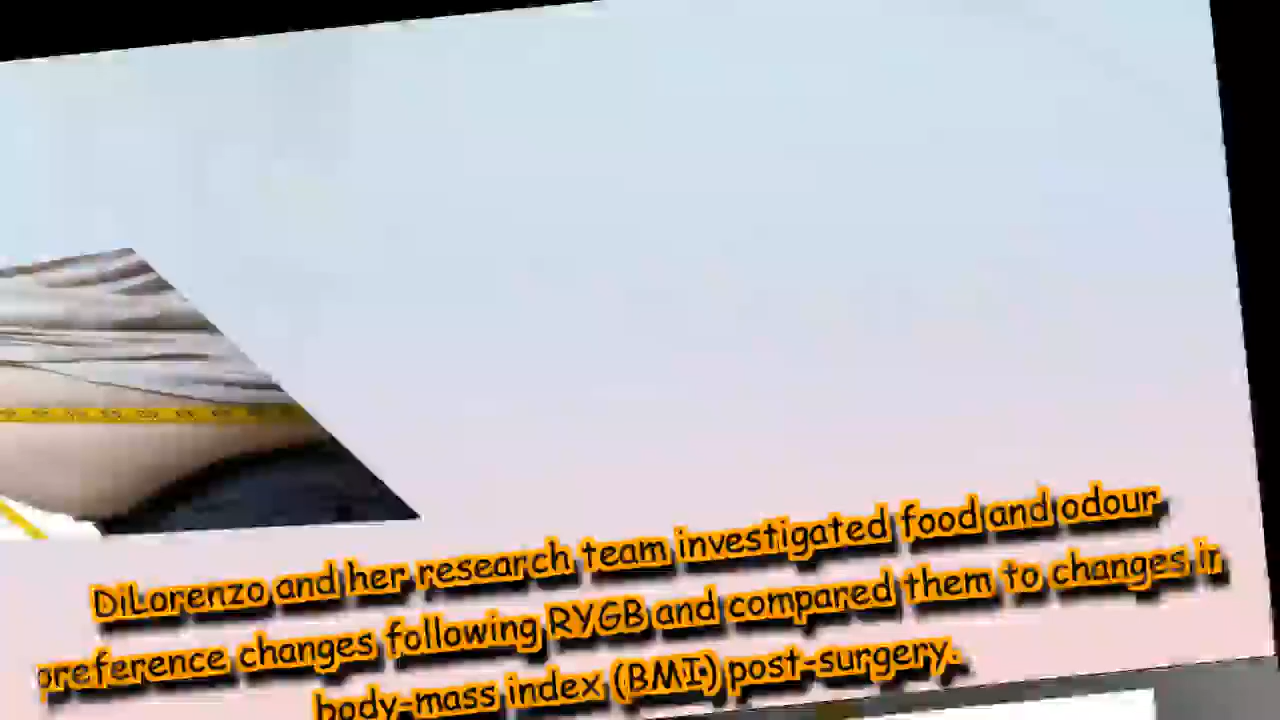 DiLorenzo and her research team investigated food and odour
preference changes following RYGB and compared them to changes in
body-mass index (BMI) post-surgery.